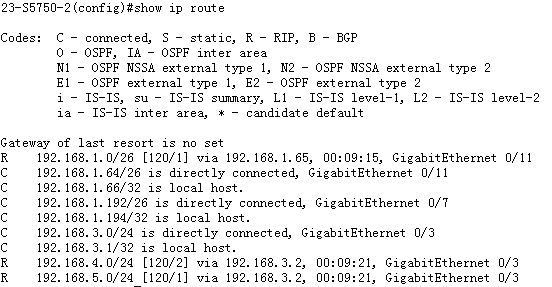 23-S5750-2(config)#show ip route
Codes: C - connected, S - static, R - RIP, B - BGP
O - OSPF, IA - OSPF inter area
N1 - OSPF NSSA external type 1, N2 - OSPF NSSA external type 2
E1 - OSPF external type 1, E2 - OSPF external type 2
i - IS-IS, su - IS-IS summary, L1 - IS-IS level-1, L2 - IS-IS level-2
ia - IS-IS inter area, * - candidate default
Gateway of last resort is no set
R 192.168.1.0/26 [120/1] via 192.168.1.65, 00:09:15, GigabitEthernet 0/11
C 192.168.1.64/26 is directly connected, GigabitEthernet 0/11
C 192.168.1.66/32 is local host.
C 192.168.1.192/26 is directly connected, GigabitEthernet 0/7
C 192.168.1.194/32 is local host.
C 192.168.3.0/24 is directly connected, GigabitEthernet 0/3
C 192.168.3.1/32 is local host.
R 192.168.4.0/24 [120/2] via 192.168.3.2, 00:09:21, GigabitEthernet 0/3
R 192.168.5.0/24_[120/1] via 192.168.3.2, 00:09:21, GigabitEthernet 0/3